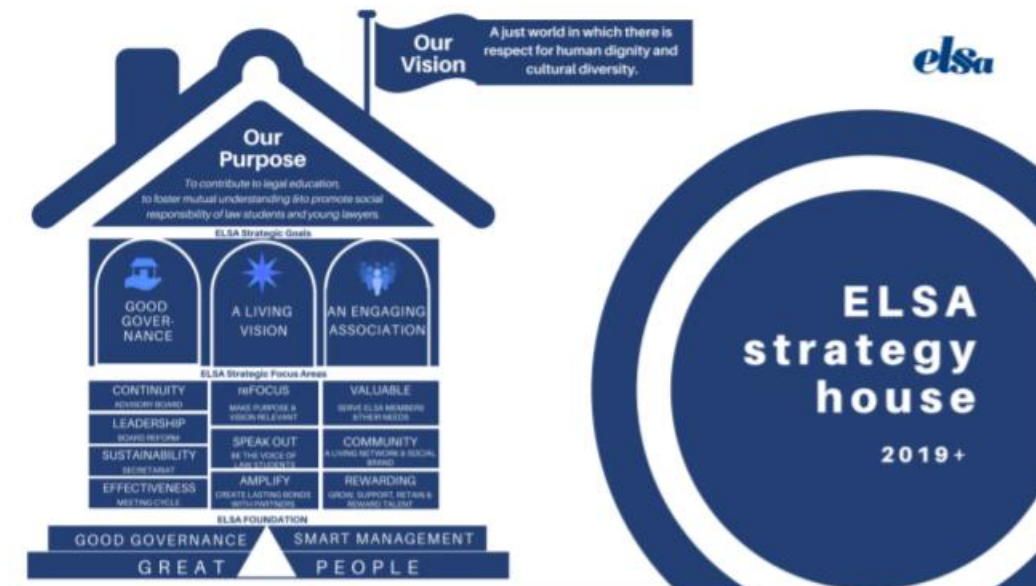 Our
Vision
A just world in which there is
respect for human dignity and
cultural diversity.
elsa
Our
Purpose
To contribute to legal education,
to foster mutual understanding &to promote social
responsibility of law students and young lawyers.
ELSA Strategic Goals
GOOD
GOVER-
NANCE
A LIVING
VISION
AN ENGAGING
ASSOCIATION
ELSA Strategic Focus Areas
CONTINUITY
ADVISORY BOARD
LEADERSHIP
BOARD REFORM
SUSTAINABILITY
SECRETARIAT
EFFECTIVENESS
MEETING CYCLE
reFOCUS
MAKE PURPOSE &
VISION RELEVANT
SPEAK OUT
BE THE VOICE OF
LAW STUDENTS
AMPLIFY
CREATE LASTING BONDS
WITH PARTNERS
VALUABLE
SERVE ELSA MEMBERS
&THEIR NEEDS
COMMUNITY
A LIVING NETWORK & SOCIAL
BRAND
REWARDING
GROW, SUPPORT, RETAIN &
REWARD TALENT
ELSA FOUNDATION
GOOD GOVERNANCE SMART MANAGEMENT
GREAT PEOPLE
ELSA
strategy
house
2019+